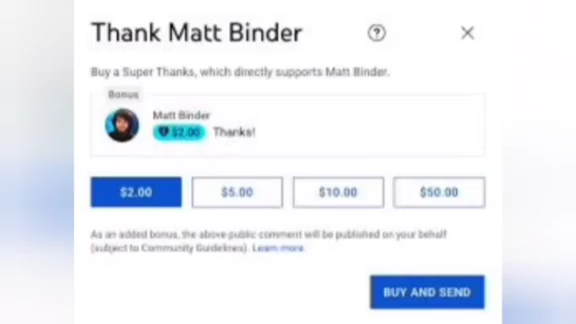 Thank Matt Binder
Buy a Super Thanks, which directly supports Matt Binder.
Bonus
Matt Binder
$2.00 Thanks!
$2.00 $5.00 $10.00 $50.00
As an added bonus, the above public comment will be published on your behalf
(subject to Community Guidelines). Learn more.
BUY AND SEND